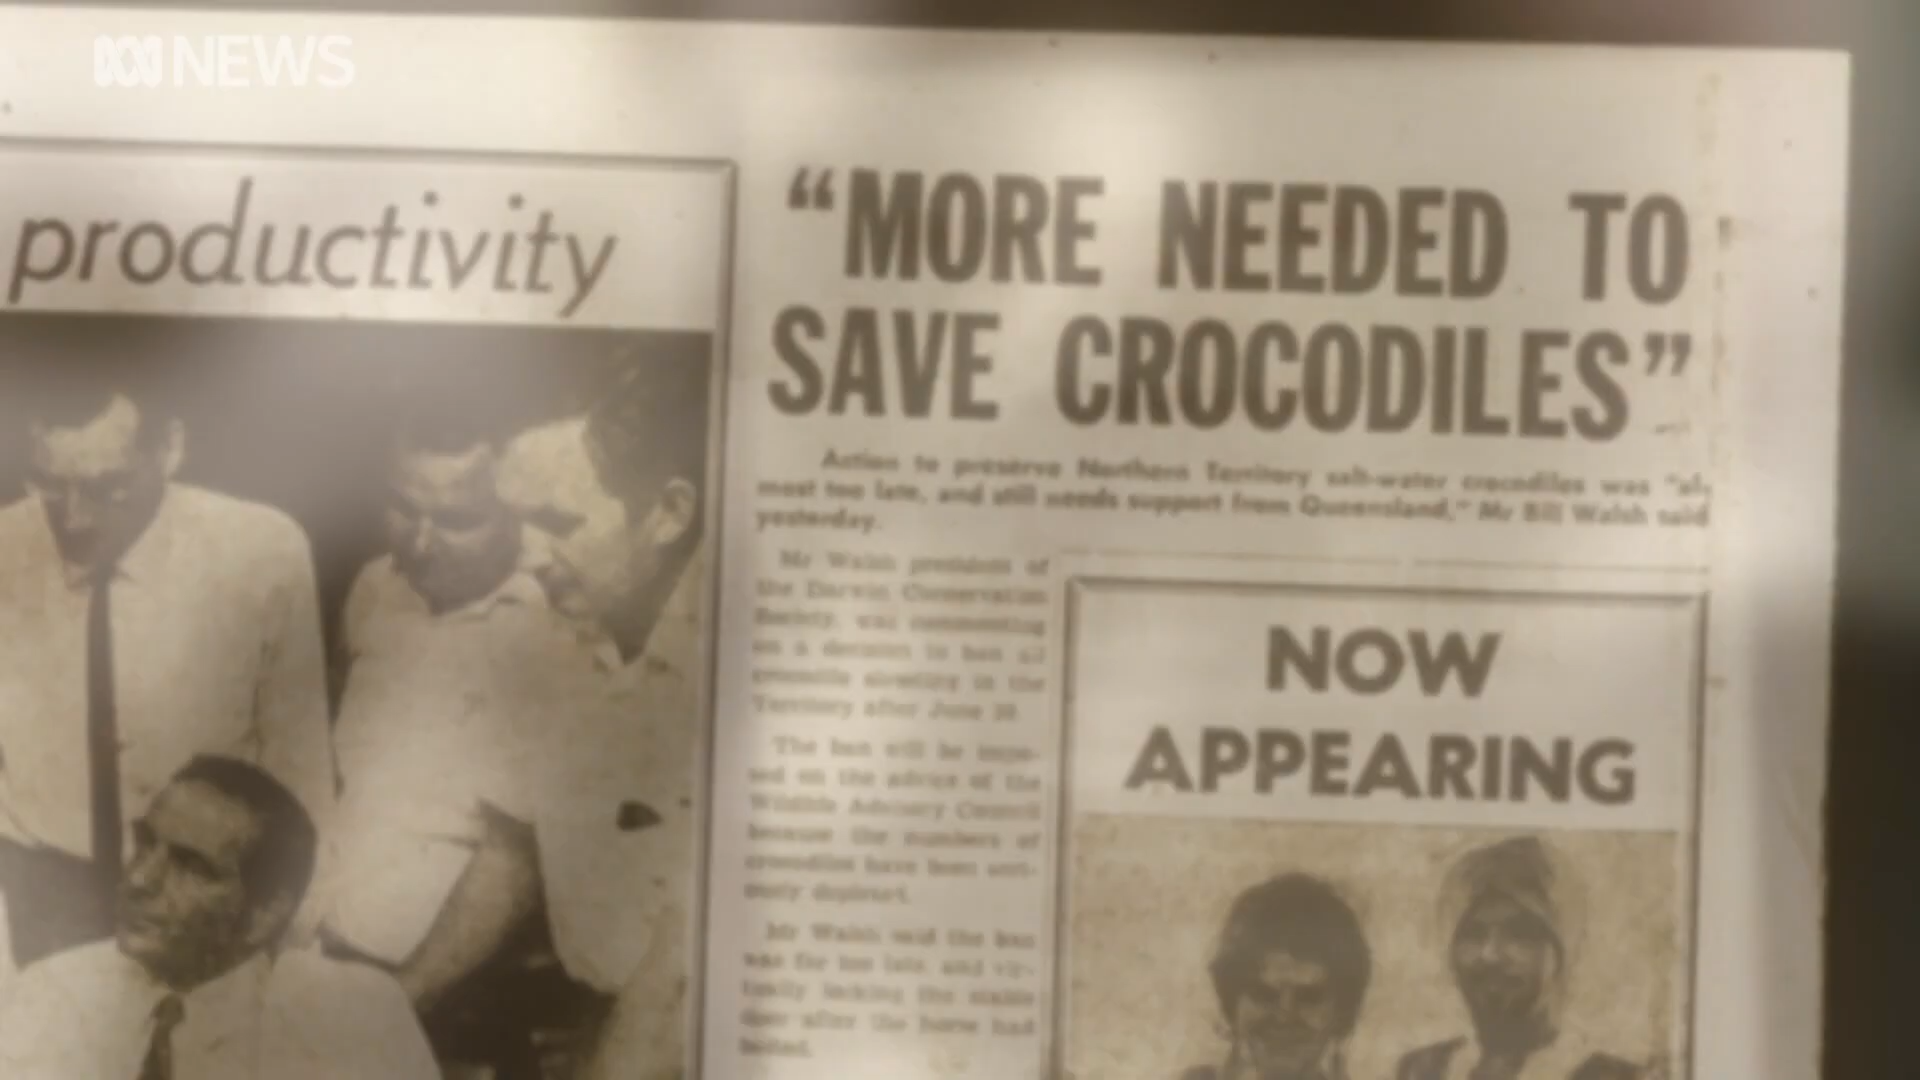 ABC NEWS
productivity
“MORE NEEDED TO
SAVE CROCODILES”
Action to preserve Northern Territory salt-water crocodiles was “al-
most too late, and still needs support from Queensland,” Mr Bill Walsh said
yesterday.
Mr Walsh president of
the Darwin Conservation
Society, was commenting
on a decision to ban all
crocodile shooting in the
Territory after June 30.
The ban will be impo-
sed on the advice of the
Wildlife Advisory Council
because the numbers of
crocodiles have been seri-
ously depleted.
Mr Walsh said the ban
was far too late, and vir-
tually locking the stable
door after the horse had
bolted.
NOW
APPEARING